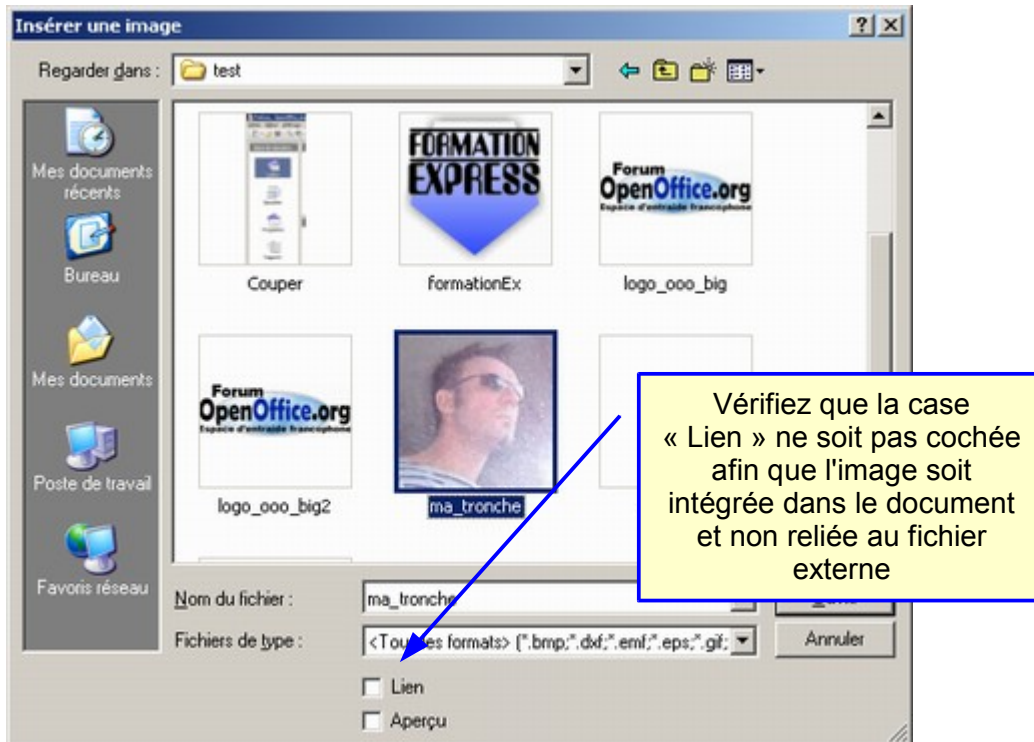 Insérer une image
Regarder dans :
test
Mes documents
récents
Bureau
Mes documents
Poste de travail
Favoris réseau
Couper
FORMATION
EXPRESS
formationEx
Forum
OpenOffice.org
Espace d'entraide francophone
logo_ooo_big
Forum
OpenOffice.org
Espace d'entraide francophone
logo_ooo_big2
ma_tronche
Vérifiez que la case
« Lien » ne soit pas cochée
afin que l'image soit
intégrée dans le document
et non reliée au fichier
externe
Nom du fichier :
ma_tronche
Fichiers de type :
<Tous les formats> (*.bmp;*.dxf;*.emf;*.eps;*.gif;
Annuler
Lien
Aperçu